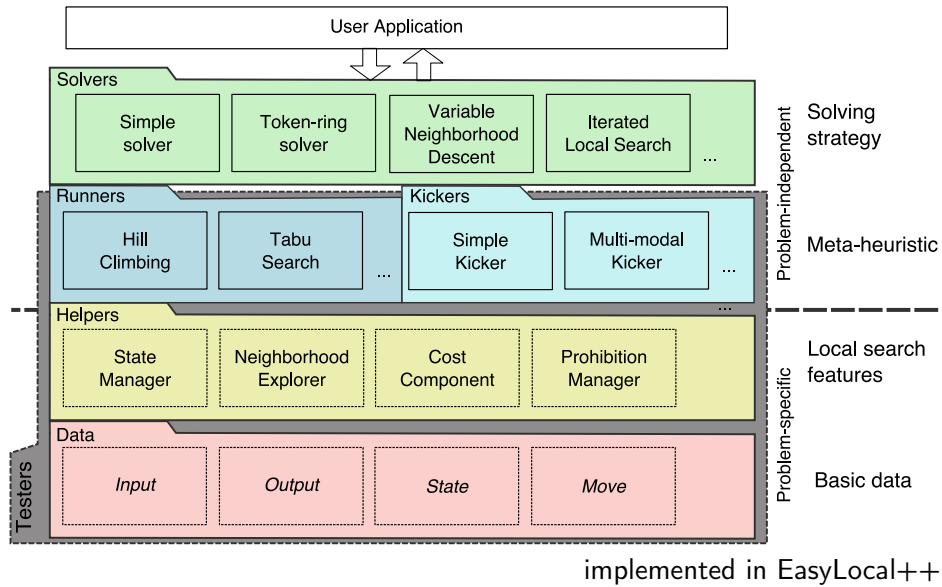 User Application
Solvers
Simple
solver
Token-ring
solver
Variable
Neighborhood
Descent
Iterated
Local Search
...
Solving
strategy
Problem-independent
Runners
Hill
Climbing
Tabu
Search
...
Kickers
Simple
Kicker
Multi-modal
Kicker
...
Meta-heuristic
...
Helpers
State
Manager
Neighborhood
Explorer
Cost
Component
Prohibition
Manager
Local search
features
Problem-specific
Data
Input
Output
State
Move
Basic data
Testers
implemented in EasyLocal++